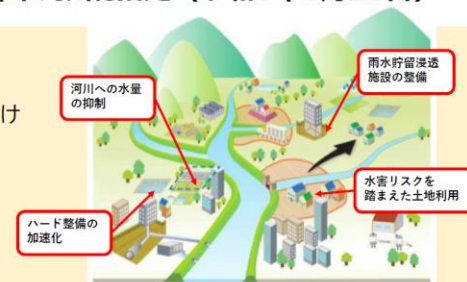 け
河川への水量
の抑制
雨水貯留浸透
施設の整備
水害リスクを
踏まえた土地利用
ハード整備の
加速化